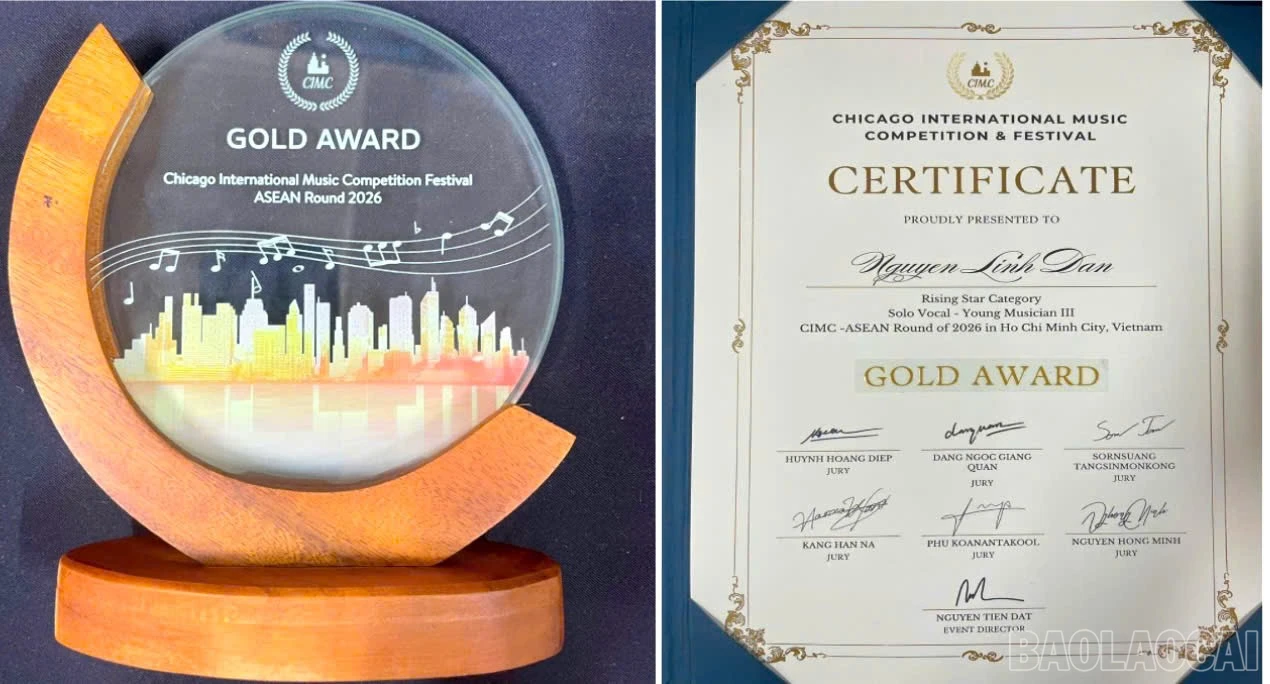 CIMC
GOLD AWARD
Chicago International Music Competition Festival
ASEAN Round 2026
CIMC
CHICAGO INTERNATIONAL MUSIC
COMPETITION & FESTIVAL
CERTIFICATE
PROUDLY PRESENTED TO
Nguyen Linh Dan
Rising Star Category
Solo Vocal - Young Musician III
CIMC -ASEAN Round of 2026 in Ho Chi Minh City, Vietnam
GOLD AWARD
HUYNH HOANG DIEP
JURY
DANG NGOC GIANG
QUAN
JURY
SORNSUANG
TANGSINMONKONG
JURY
KANG HAN NA
JURY
PHU KOANANTAKOOL
JURY
NGUYEN HONG MINH
JURY
NGUYEN TIEN DAT
EVENT DIRECTOR
BAOLAOCAI